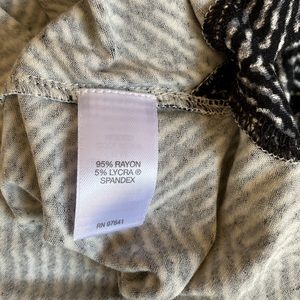 95% RAYON
5% LYCRA ®
SPANDEX
RN 97641